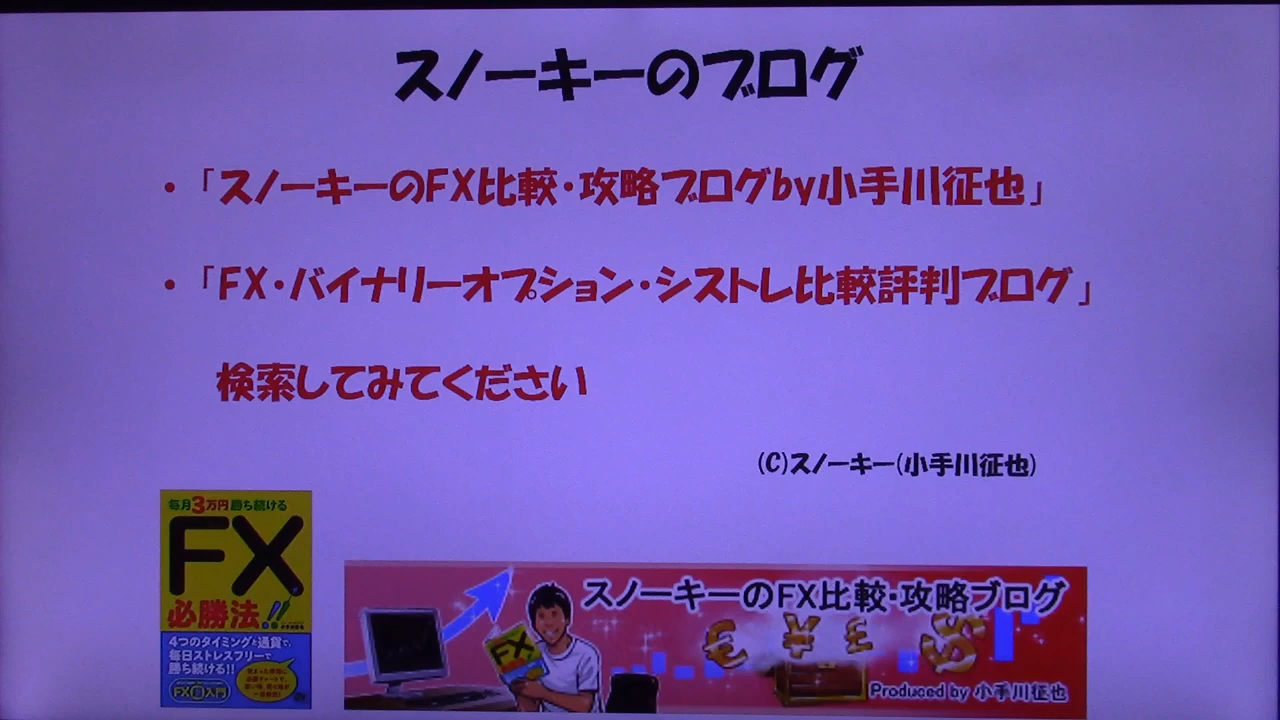 スノーキーのブログ
・「スノーキーのFX比較・攻略ブログby小手川征也」
・「FX・バイナリーオプション・シストレ比較評判ブログ」
検索してみてください
(C)スノーキー(小手川征也)
毎月3万円勝ち続ける
FX
必勝法!!
4つのタイミングと通貨で、
毎日ストレスフリーで
勝ち続ける!!
FX超入門
スノーキーのFX比較・攻略ブログ
FX
€ ¥ £ $
Produced by 小手川征也